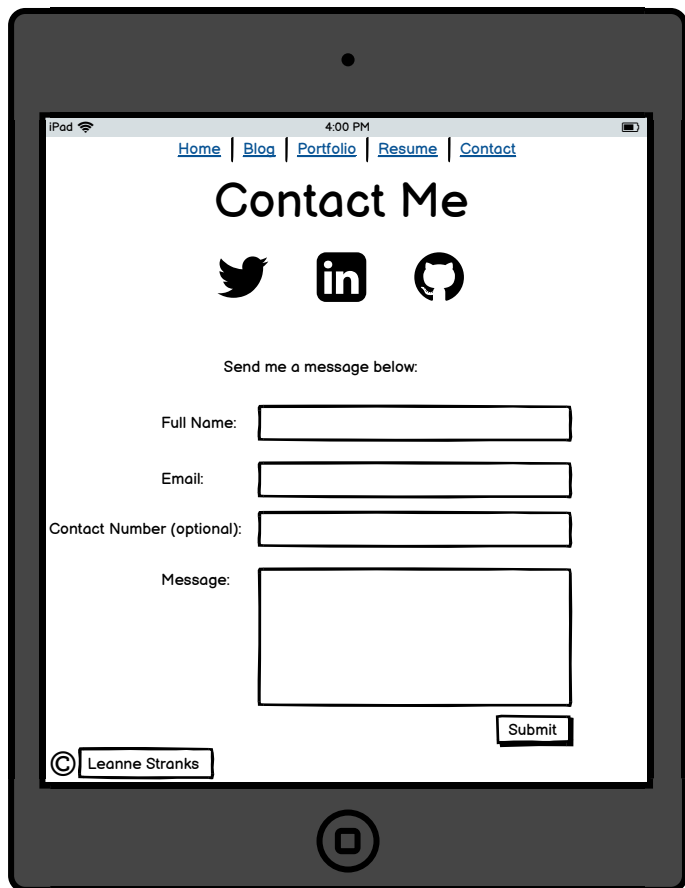 iPad 4:00 PM
Home | Blog | Portfolio | Resume | Contact
Contact Me
in
Send me a message below:
Full Name:
Email:
Contact Number (optional):
Message:
Submit
© Leanne Stranks